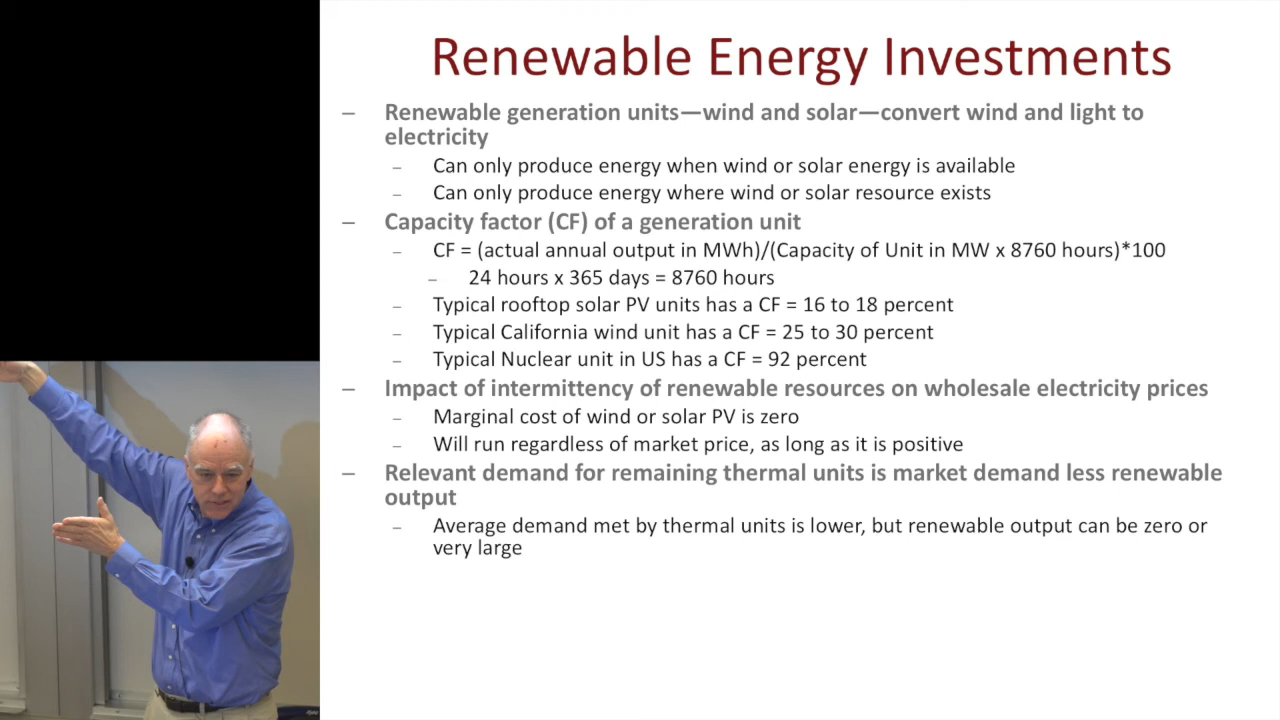 Renewable Energy Investments
– Renewable generation units—wind and solar—convert wind and light to
electricity
– Can only produce energy when wind or solar energy is available
– Can only produce energy where wind or solar resource exists
– Capacity factor (CF) of a generation unit
– CF = (actual annual output in MWh)/(Capacity of Unit in MW x 8760 hours)*100
– 24 hours x 365 days = 8760 hours
– Typical rooftop solar PV units has a CF = 16 to 18 percent
– Typical California wind unit has a CF = 25 to 30 percent
– Typical Nuclear unit in US has a CF = 92 percent
– Impact of intermittency of renewable resources on wholesale electricity prices
– Marginal cost of wind or solar PV is zero
– Will run regardless of market price, as long as it is positive
– Relevant demand for remaining thermal units is market demand less renewable
output
– Average demand met by thermal units is lower, but renewable output can be zero or
very large